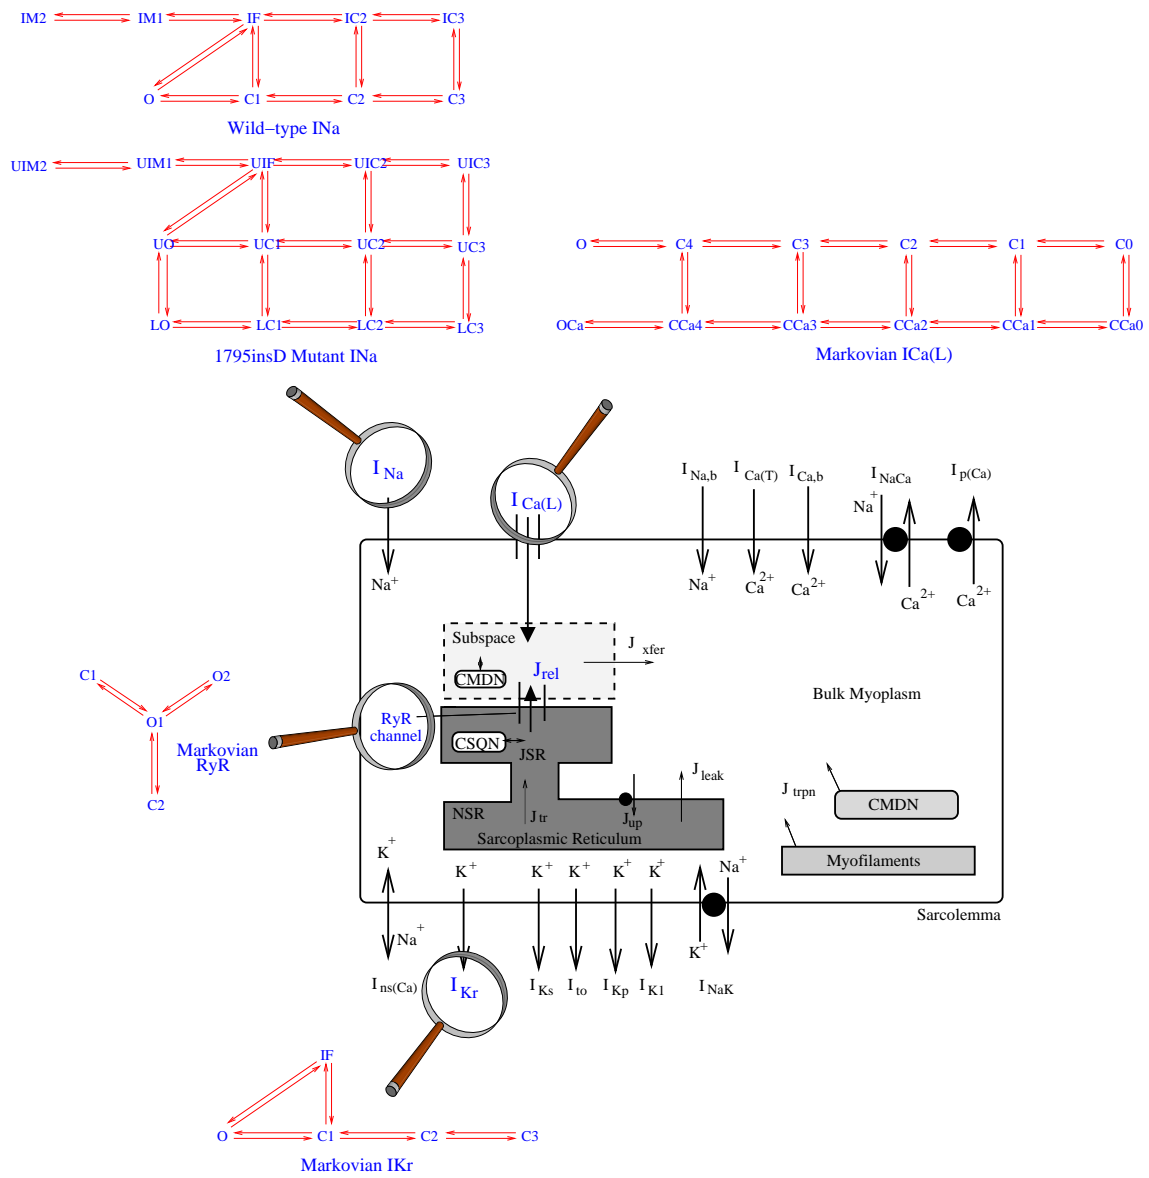 IM2 IM1 IF IC2 IC3
O C1 C2 C3
Wild-type INa
UIM2 UIM1 UIF UIC2 UIC3
UO UC1 UC2 UC3
LO LC1 LC2 LC3
1795insD Mutant INa
O C4 C3 C2 C1 C0
OCa CCa4 CCa3 CCa2 CCa1 CCa0
Markovian ICa(L)
I Na
I Ca(L)
I Na,b
I Ca(T)
I Ca,b
I NaCa
I p(Ca)
Na+
Na+
Na+
Ca2+
Ca2+
Ca2+
Ca2+
Subspace
J xfer
CMDN
Jrel
C1 O2
O1
C2
Markovian
RyR
RyR
channel
CSQN
JSR
Bulk Myoplasm
J leak
J trpn
CMDN
NSR
J tr
J up
Sarcoplasmic Reticulum
Myofilaments
K+
K+ K+ K+ K+ K+
Na+
Sarcolemma
Na+
K+
I ns(Ca)
I Kr
I Ks
I to
I Kp
I K1
I NaK
IF
O C1 C2 C3
Markovian IKr